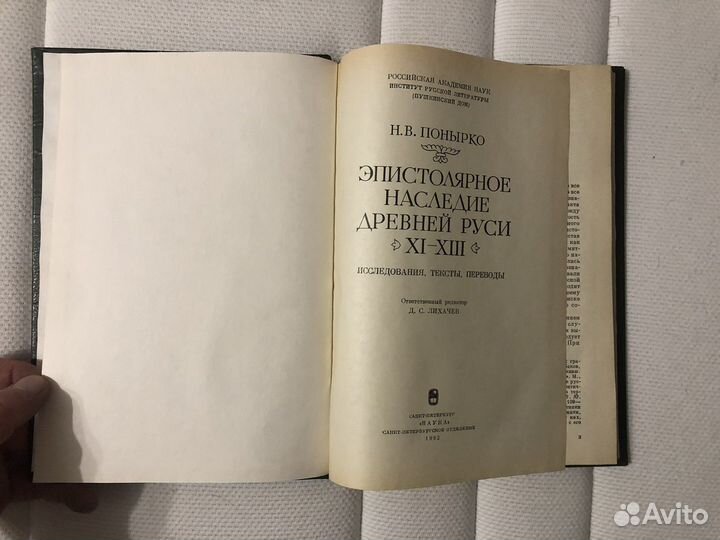 РОССИЙСКАЯ АКАДЕМИЯ НАУК
ИНСТИТУТ РУССКОЙ ЛИТЕРАТУРЫ
(ПУШКИНСКИЙ ДОМ)
Н. В. ПОНЫРКО
ЭПИСТОЛЯРНОЕ
НАСЛЕДИЕ
ДРЕВНЕЙ РУСИ
XI–XIII
ИССЛЕДОВАНИЯ, ТЕКСТЫ, ПЕРЕВОДЫ
Ответственный редактор
Д. С. ЛИХАЧЕВ
САНКТ-ПЕТЕРБУРГ
«НАУКА»
САНКТ-ПЕТЕРБУРГСКОЕ ОТДЕЛЕНИЕ
1992
3
Avito